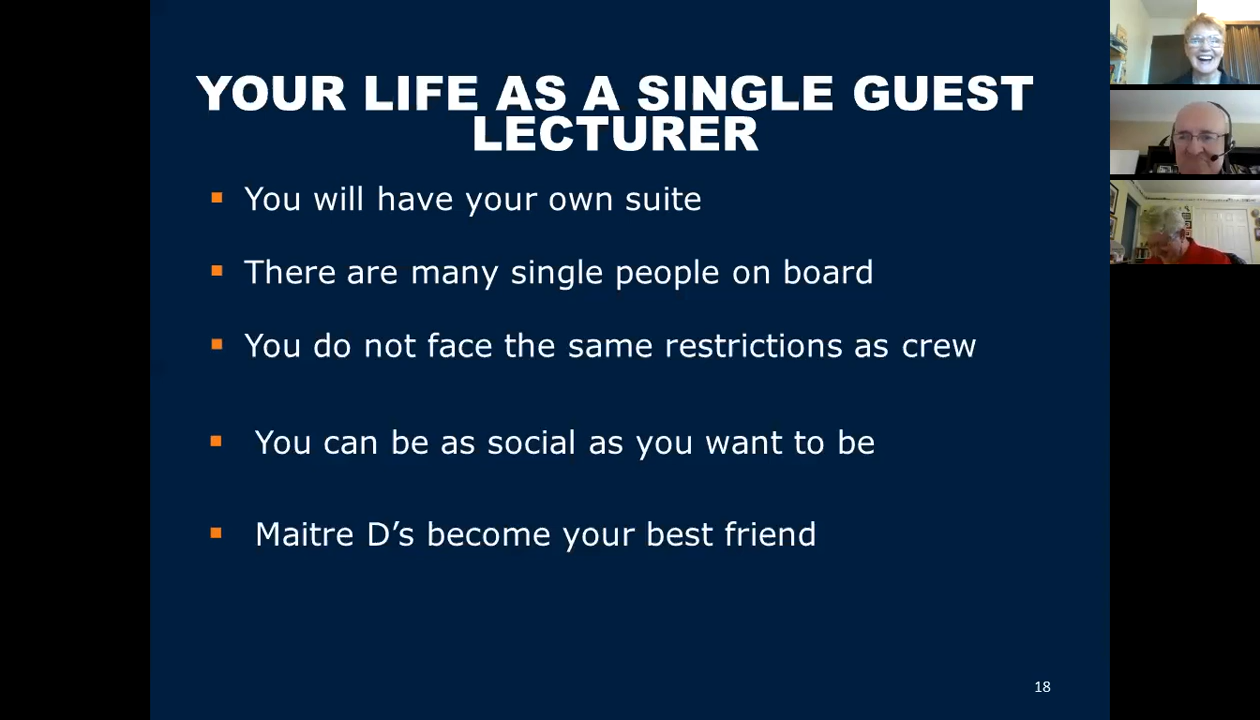 YOUR LIFE AS A SINGLE GUEST
LECTURER
▪ You will have your own suite
▪ There are many single people on board
▪ You do not face the same restrictions as crew
▪ You can be as social as you want to be
▪ Maitre D’s become your best friend
18